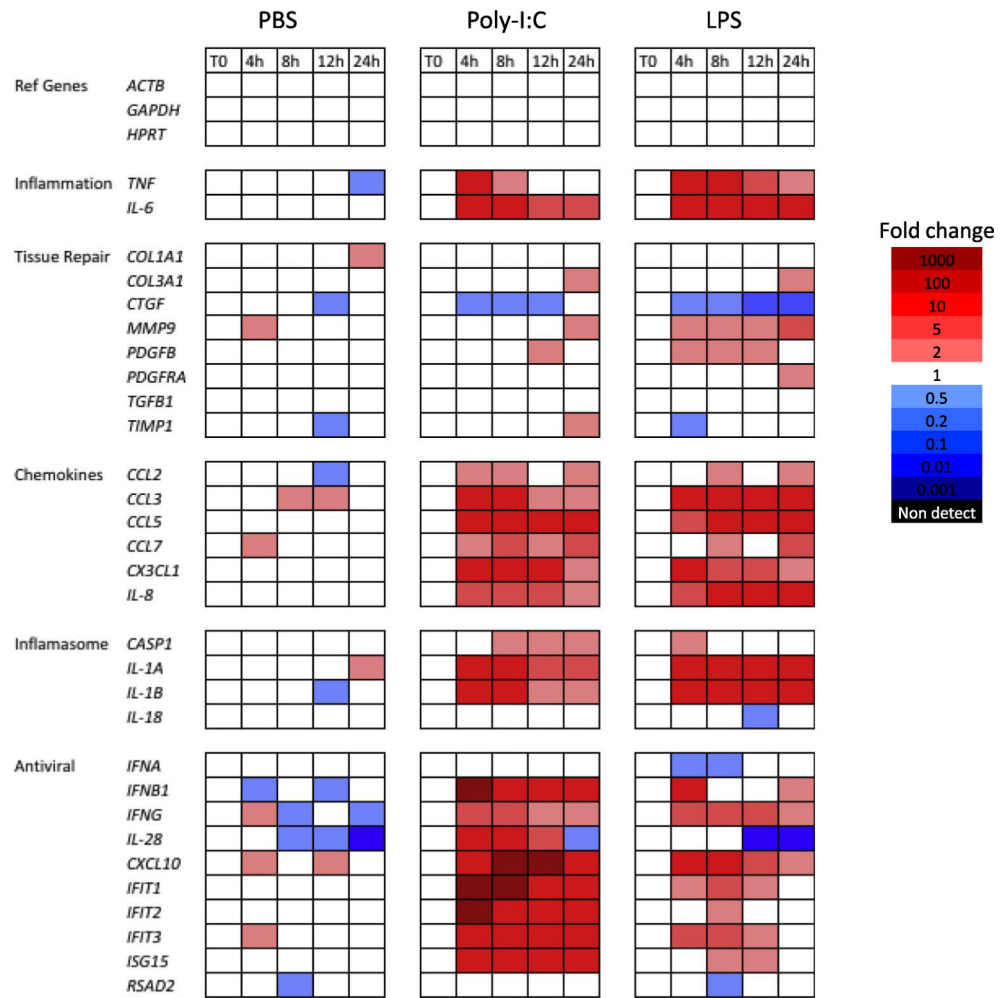 PBS Poly-I:C LPS
T0 4h 8h 12h 24h T0 4h 8h 12h 24h T0 4h 8h 12h 24h
Ref Genes ACTB
GAPDH
HPRT
Inflammation TNF
IL-6
Tissue Repair COL1A1
COL3A1
CTGF
MMP9
PDGFB
PDGFRA
TGFB1
TIMP1
Chemokines CCL2
CCL3
CCL5
CCL7
CX3CL1
IL-8
Inflamasome CASP1
IL-1A
IL-1B
IL-18
Antiviral IFNA
IFNB1
IFNG
IL-28
CXCL10
IFIT1
IFIT2
IFIT3
ISG15
RSAD2
Fold change
1000
100
10
5
2
1
0.5
0.2
0.1
0.01
0.001
Non detect